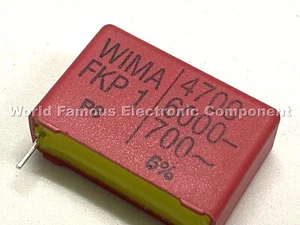 WIMA 4700-
FKP 1 6000-
700~
World Famous Electronic Component
5%